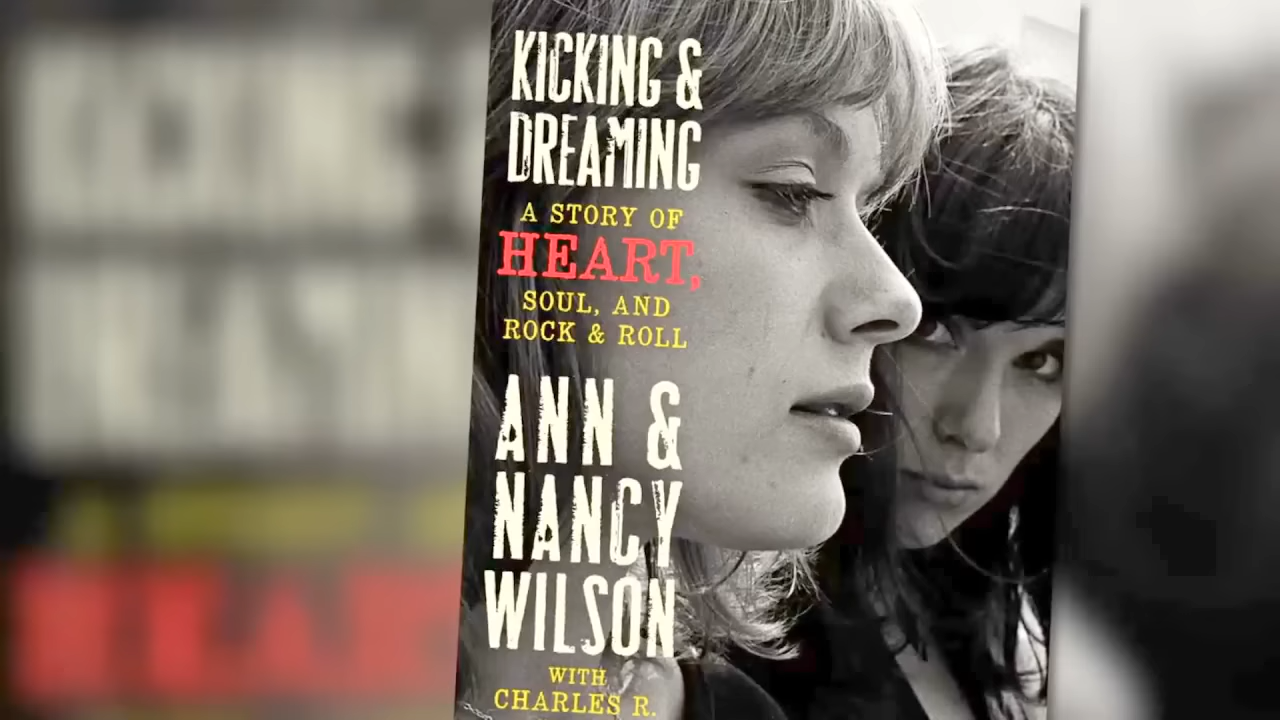 KICKING &
DREAMING
A STORY OF
HEART,
SOUL, AND
ROCK & ROLL
ANN &
NANCY
WILSON
WITH
CHARLES R.